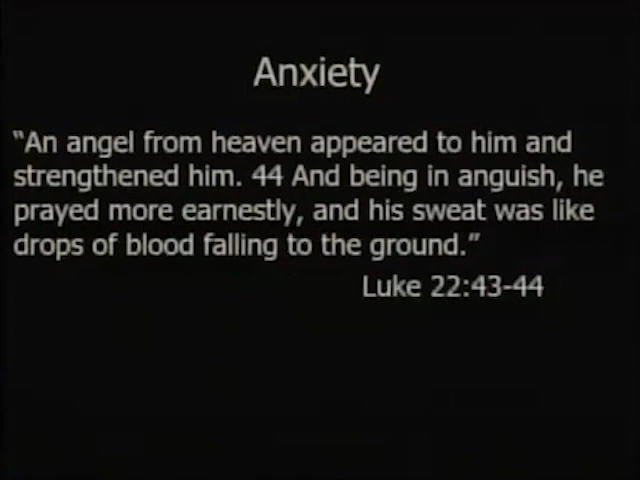 Anxiety
“An angel from heaven appeared to him and
strengthened him. 44 And being in anguish, he
prayed more earnestly, and his sweat was like
drops of blood falling to the ground.”
Luke 22:43-44